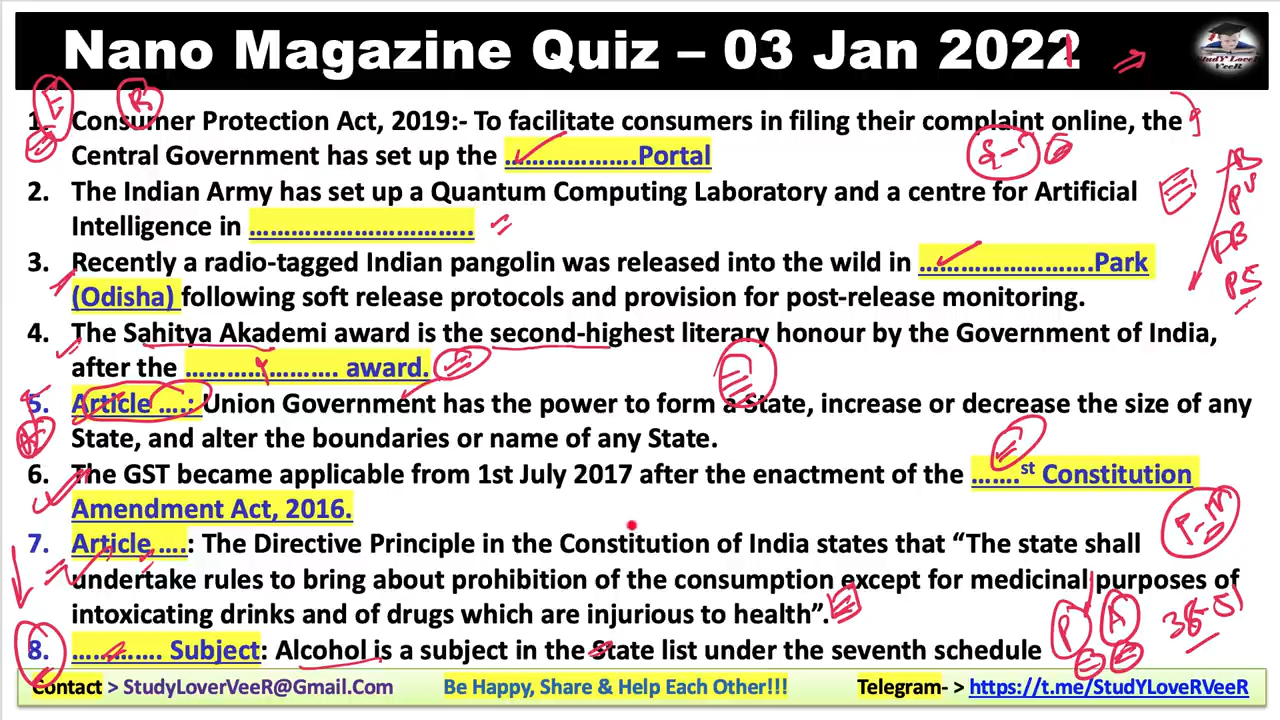 Nano Magazine Quiz – 03 Jan 2022
StudY LoveR
VeeR
1. Consumer Protection Act, 2019:- To facilitate consumers in filing their complaint online, the
Central Government has set up the ……………….Portal
2. The Indian Army has set up a Quantum Computing Laboratory and a centre for Artificial
Intelligence in …………………………..
3. Recently a radio-tagged Indian pangolin was released into the wild in …………………….Park
(Odisha) following soft release protocols and provision for post-release monitoring.
4. The Sahitya Akademi award is the second-highest literary honour by the Government of India,
after the …………………. award.
5. Article ….: Union Government has the power to form a State, increase or decrease the size of any
State, and alter the boundaries or name of any State.
6. The GST became applicable from 1st July 2017 after the enactment of the …….st Constitution
Amendment Act, 2016.
7. Article ….: The Directive Principle in the Constitution of India states that “The state shall
undertake rules to bring about prohibition of the consumption except for medicinal purposes of
intoxicating drinks and of drugs which are injurious to health”.
8. …………. Subject: Alcohol is a subject in the State list under the seventh schedule
E
R
P
A
P-M
36-51
AB
PV
DB
PS
Contact > StudyLoverVeeR@Gmail.Com
Be Happy, Share & Help Each Other!!!
Telegram- > https://t.me/StudYLoveRVeeR